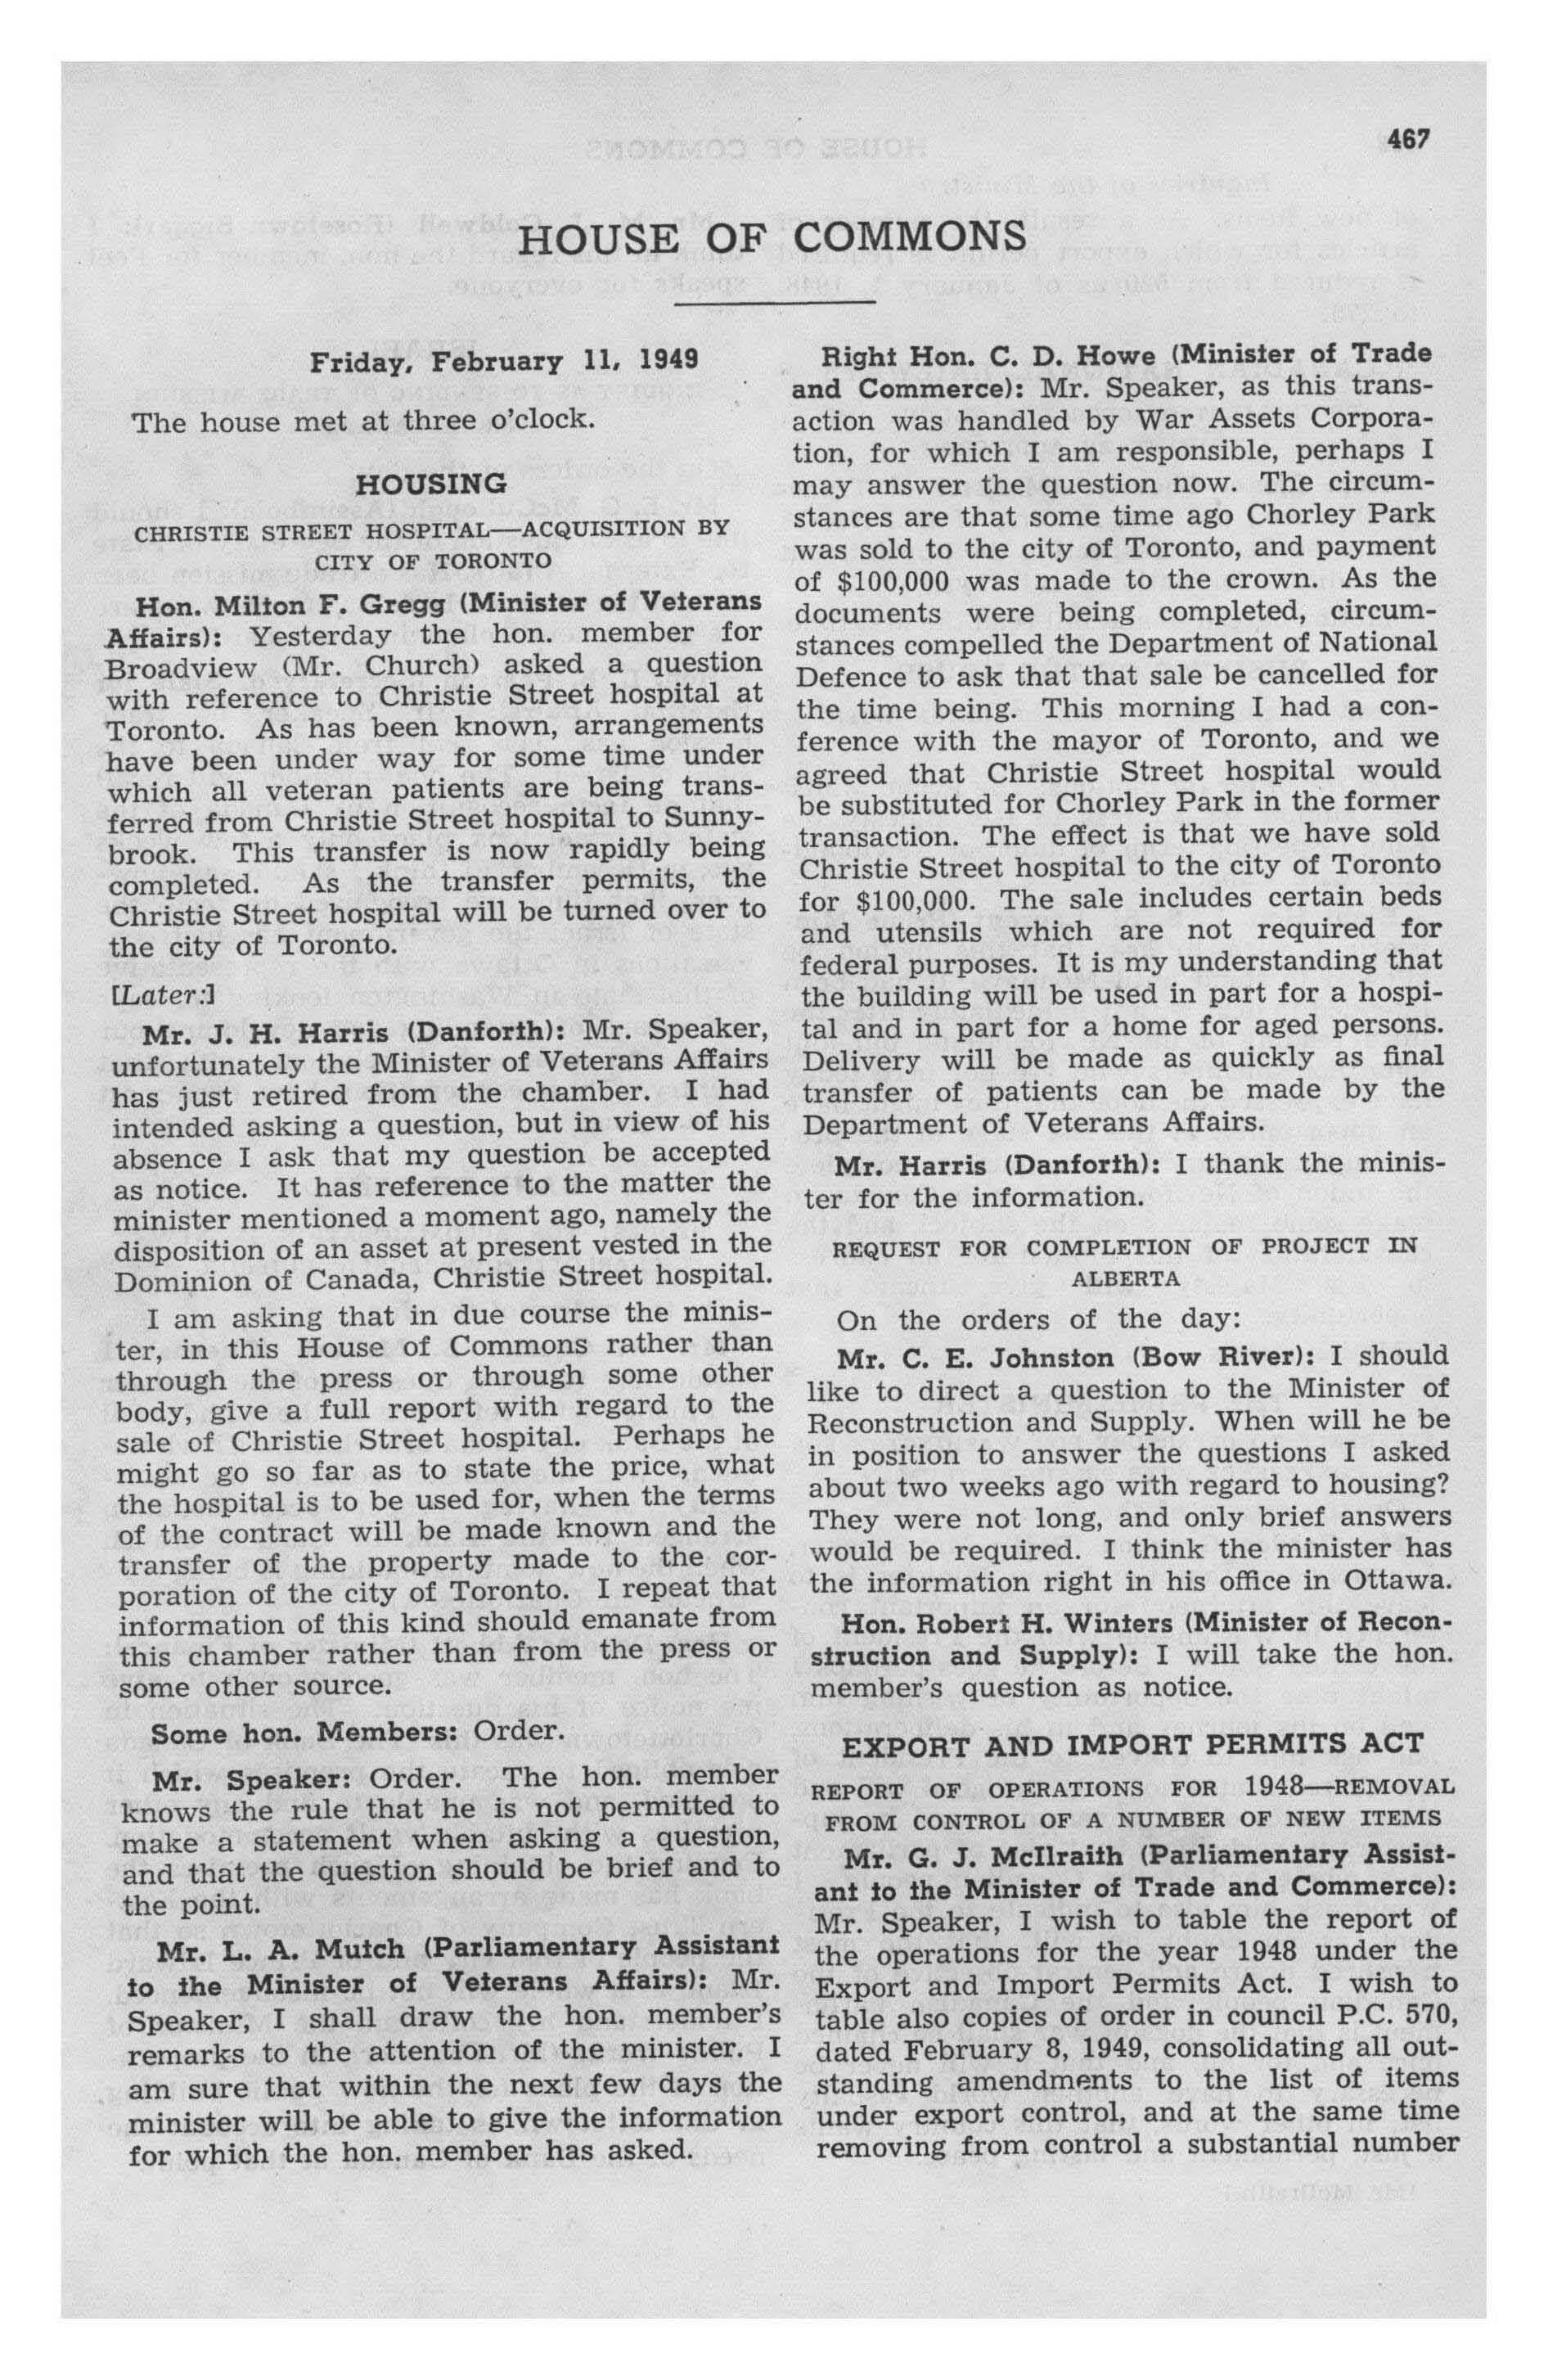 467
HOUSE OF COMMONS
Friday, February 11, 1949
The house met at three o'clock.
HOUSING
CHRISTIE STREET HOSPITAL—ACQUISITION BY
CITY OF TORONTO
Hon. Milton F. Gregg (Minister of Veterans
Affairs): Yesterday the hon. member for
Broadview (Mr. Church) asked a question
with reference to Christie Street hospital at
Toronto. As has been known, arrangements
have been under way for some time under
which all veteran patients are being trans-
ferred from Christie Street hospital to Sunny-
brook. This transfer is now rapidly being
completed. As the transfer permits, the
Christie Street hospital will be turned over to
the city of Toronto.
[Later:]
Mr. J. H. Harris (Danforth): Mr. Speaker,
unfortunately the Minister of Veterans Affairs
has just retired from the chamber. I had
intended asking a question, but in view of his
absence I ask that my question be accepted
as notice. It has reference to the matter the
minister mentioned a moment ago, namely the
disposition of an asset at present vested in the
Dominion of Canada, Christie Street hospital.
I am asking that in due course the minis-
ter, in this House of Commons rather than
through the press or through some other
body, give a full report with regard to the
sale of Christie Street hospital. Perhaps he
might go so far as to state the price, what
the hospital is to be used for, when the terms
of the contract will be made known and the
transfer of the property made to the cor-
poration of the city of Toronto. I repeat that
information of this kind should emanate from
this chamber rather than from the press or
some other source.
Some hon. Members: Order.
Mr. Speaker: Order. The hon. member
knows the rule that he is not permitted to
make a statement when asking a question,
and that the question should be brief and to
the point.
Mr. L. A. Mutch (Parliamentary Assistant
to the Minister of Veterans Affairs): Mr.
Speaker, I shall draw the hon. member's
remarks to the attention of the minister. I
am sure that within the next few days the
minister will be able to give the information
for which the hon. member has asked.
Right Hon. C. D. Howe (Minister of Trade
and Commerce): Mr. Speaker, as this trans-
action was handled by War Assets Corpora-
tion, for which I am responsible, perhaps I
may answer the question now. The circum-
stances are that some time ago Chorley Park
was sold to the city of Toronto, and payment
of $100,000 was made to the crown. As the
documents were being completed, circum-
stances compelled the Department of National
Defence to ask that that sale be cancelled for
the time being. This morning I had a con-
ference with the mayor of Toronto, and we
agreed that Christie Street hospital would
be substituted for Chorley Park in the former
transaction. The effect is that we have sold
Christie Street hospital to the city of Toronto
for $100,000. The sale includes certain beds
and utensils which are not required for
federal purposes. It is my understanding that
the building will be used in part for a hospi-
tal and in part for a home for aged persons.
Delivery will be made as quickly as final
transfer of patients can be made by the
Department of Veterans Affairs.
Mr. Harris (Danforth): I thank the minis-
ter for the information.
REQUEST FOR COMPLETION OF PROJECT IN
ALBERTA
On the orders of the day:
Mr. C. E. Johnston (Bow River): I should
like to direct a question to the Minister of
Reconstruction and Supply. When will he be
in position to answer the questions I asked
about two weeks ago with regard to housing?
They were not long, and only brief answers
would be required. I think the minister has
the information right in his office in Ottawa.
Hon. Robert H. Winters (Minister of Recon-
struction and Supply): I will take the hon.
member's question as notice.
EXPORT AND IMPORT PERMITS ACT
REPORT OF OPERATIONS FOR 1948—REMOVAL
FROM CONTROL OF A NUMBER OF NEW ITEMS
Mr. G. J. McIlraith (Parliamentary Assist-
ant to the Minister of Trade and Commerce):
Mr. Speaker, I wish to table the report of
the operations for the year 1948 under the
Export and Import Permits Act. I wish to
table also copies of order in council P.C. 570,
dated February 8, 1949, consolidating all out-
standing amendments to the list of items
under export control, and at the same time
removing from control a substantial number